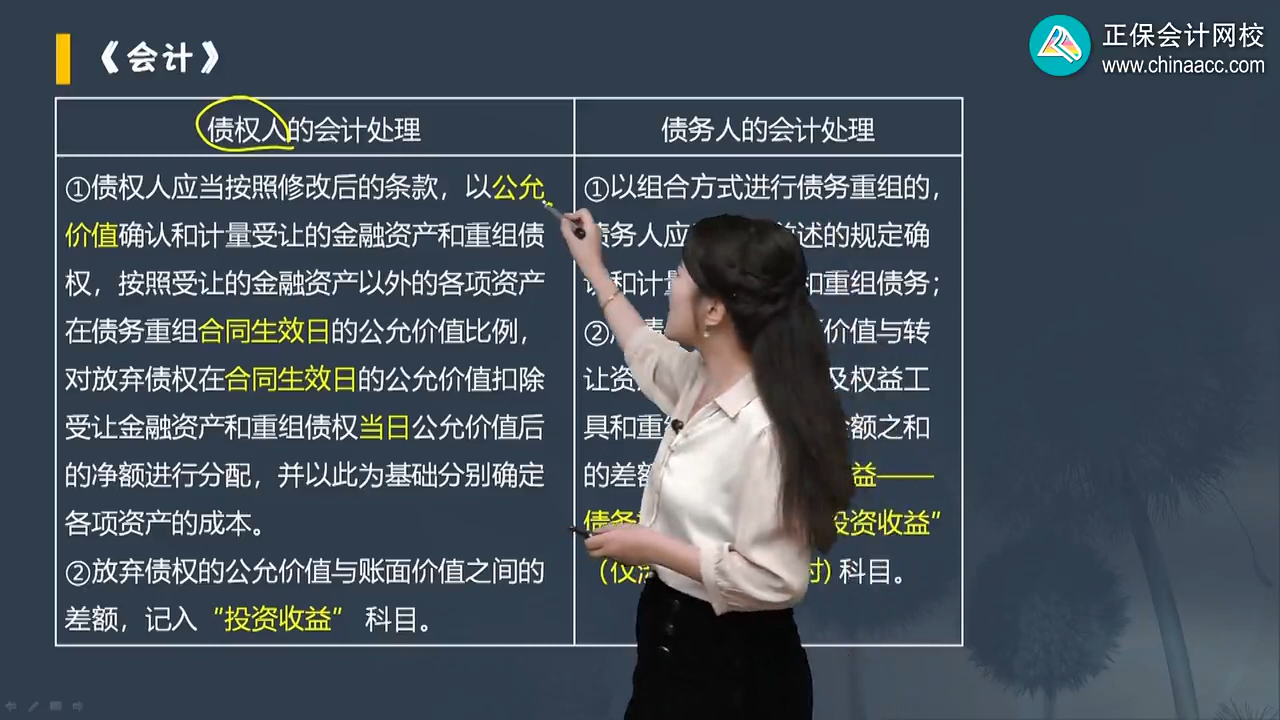 《会计》
正保会计网校
www.chinaacc.com
债权人的会计处理
①债权人应当按照修改后的条款，以公允
价值确认和计量受让的金融资产和重组债
权，按照受让的金融资产以外的各项资产
在债务重组合同生效日的公允价值比例，
对放弃债权在合同生效日的公允价值扣除
受让金融资产和重组债权当日公允价值后
的净额进行分配，并以此为基础分别确定
各项资产的成本。
②放弃债权的公允价值与账面价值之间的
差额，记入“投资收益”科目。
债务人的会计处理
①以组合方式进行债务重组的，
债务人应 述的规定确
和计 和重组债务；
② 价值与转
让资 及权益工
具和重 金额之和
的差额 益——
债务 投资收益”
（仅 时）科目。